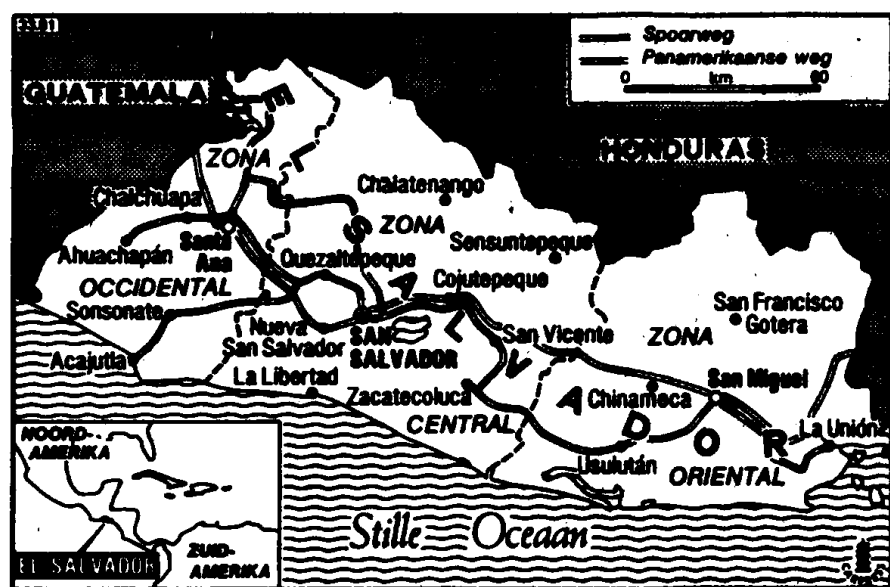 Spoorweg
Panamerikaanse weg
0 km 60
GUATEMALA
HONDURAS
EL SALVADOR
ZONA
OCCIDENTAL
ZONA
CENTRAL
ZONA
ORIENTAL
Chalchuapa
Chalatenango
Ahuachapán
Santa
Ana
Quezaltepeque
Sensuntepeque
Cojutepeque
Sonsonate
Nueva
San Salvador
SAN
SALVADOR
San Vicente
San Francisco
Gotera
Acajutla
La Libertad
Zacatecoluca
Chinameca
San Miguel
La Unión
Usulután
NOORD-
AMERIKA
EL SALVADOR
ZUID-
AMERIKA
Stille Oceaan